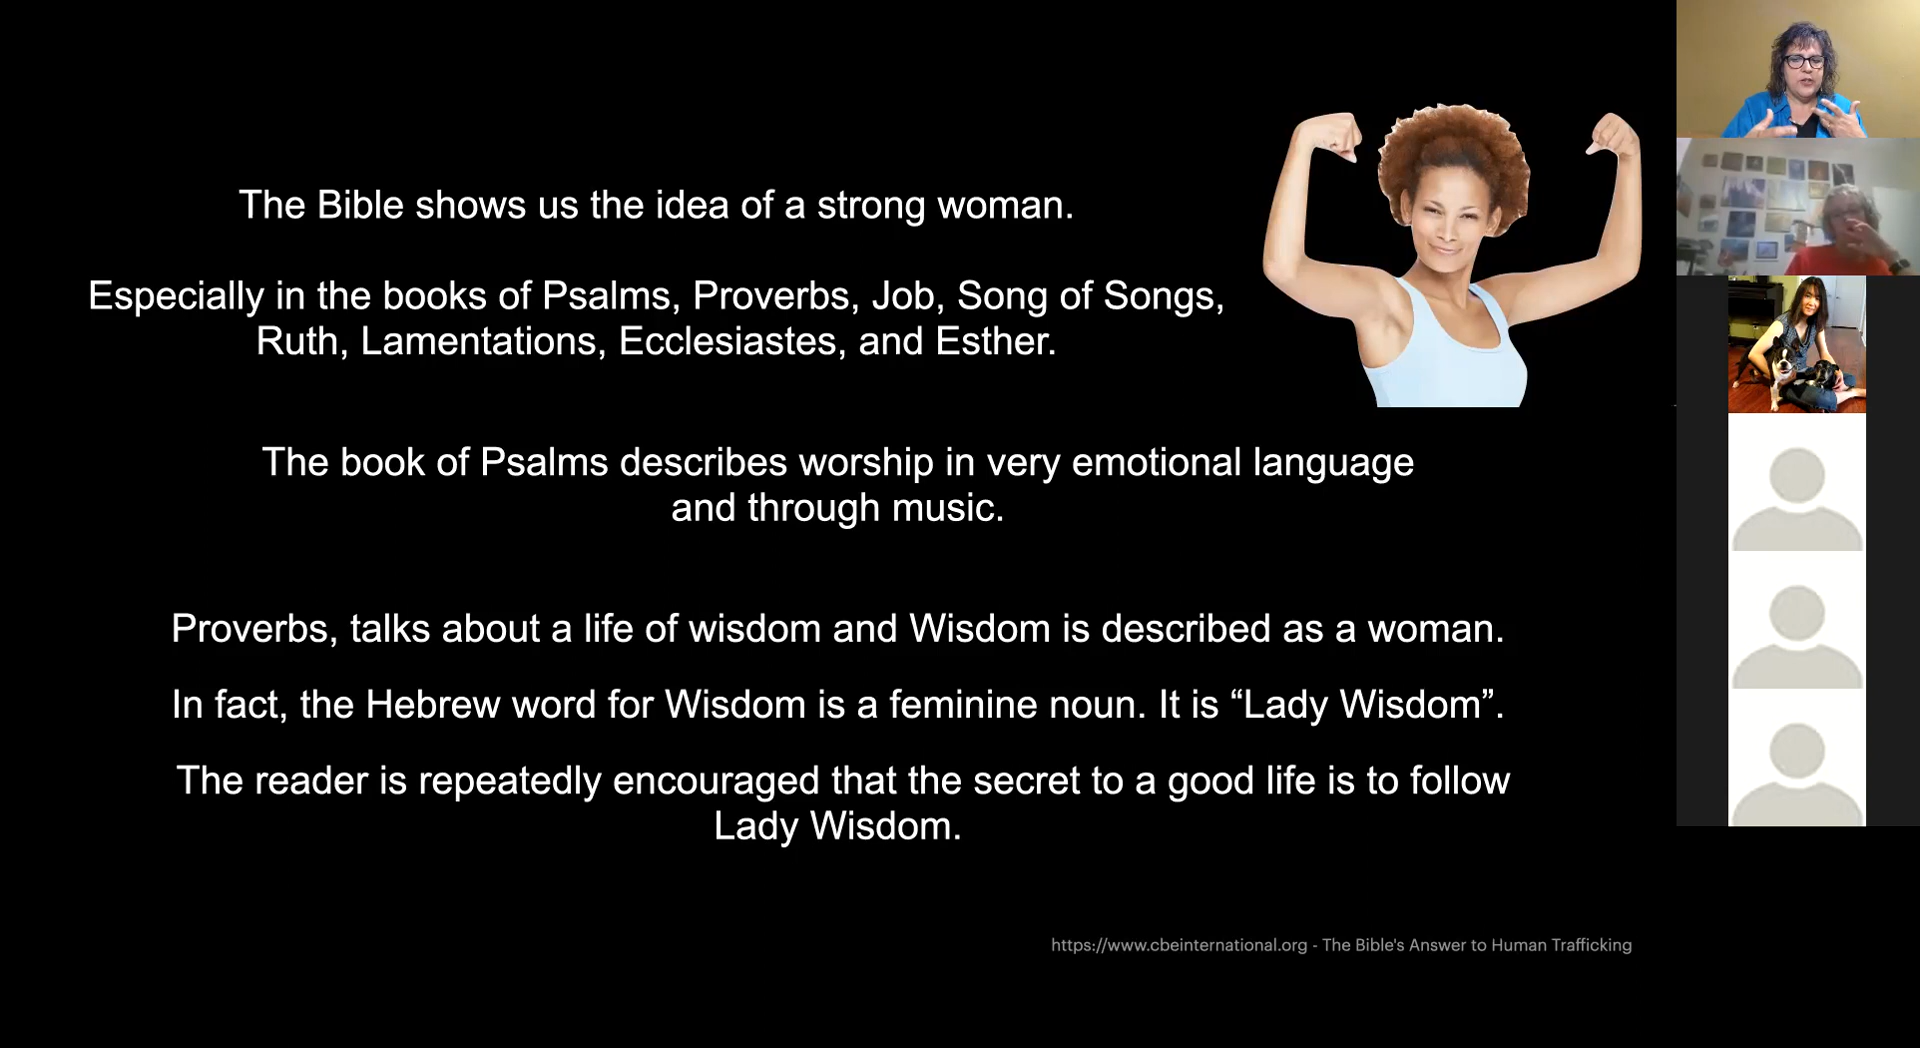 The Bible shows us the idea of a strong woman.
Especially in the books of Psalms, Proverbs, Job, Song of Songs,
Ruth, Lamentations, Ecclesiastes, and Esther.
The book of Psalms describes worship in very emotional language
and through music.
Proverbs, talks about a life of wisdom and Wisdom is described as a woman.
In fact, the Hebrew word for Wisdom is a feminine noun. It is “Lady Wisdom”.
The reader is repeatedly encouraged that the secret to a good life is to follow
Lady Wisdom.
https://www.cbeinternational.org - The Bible's Answer to Human Trafficking